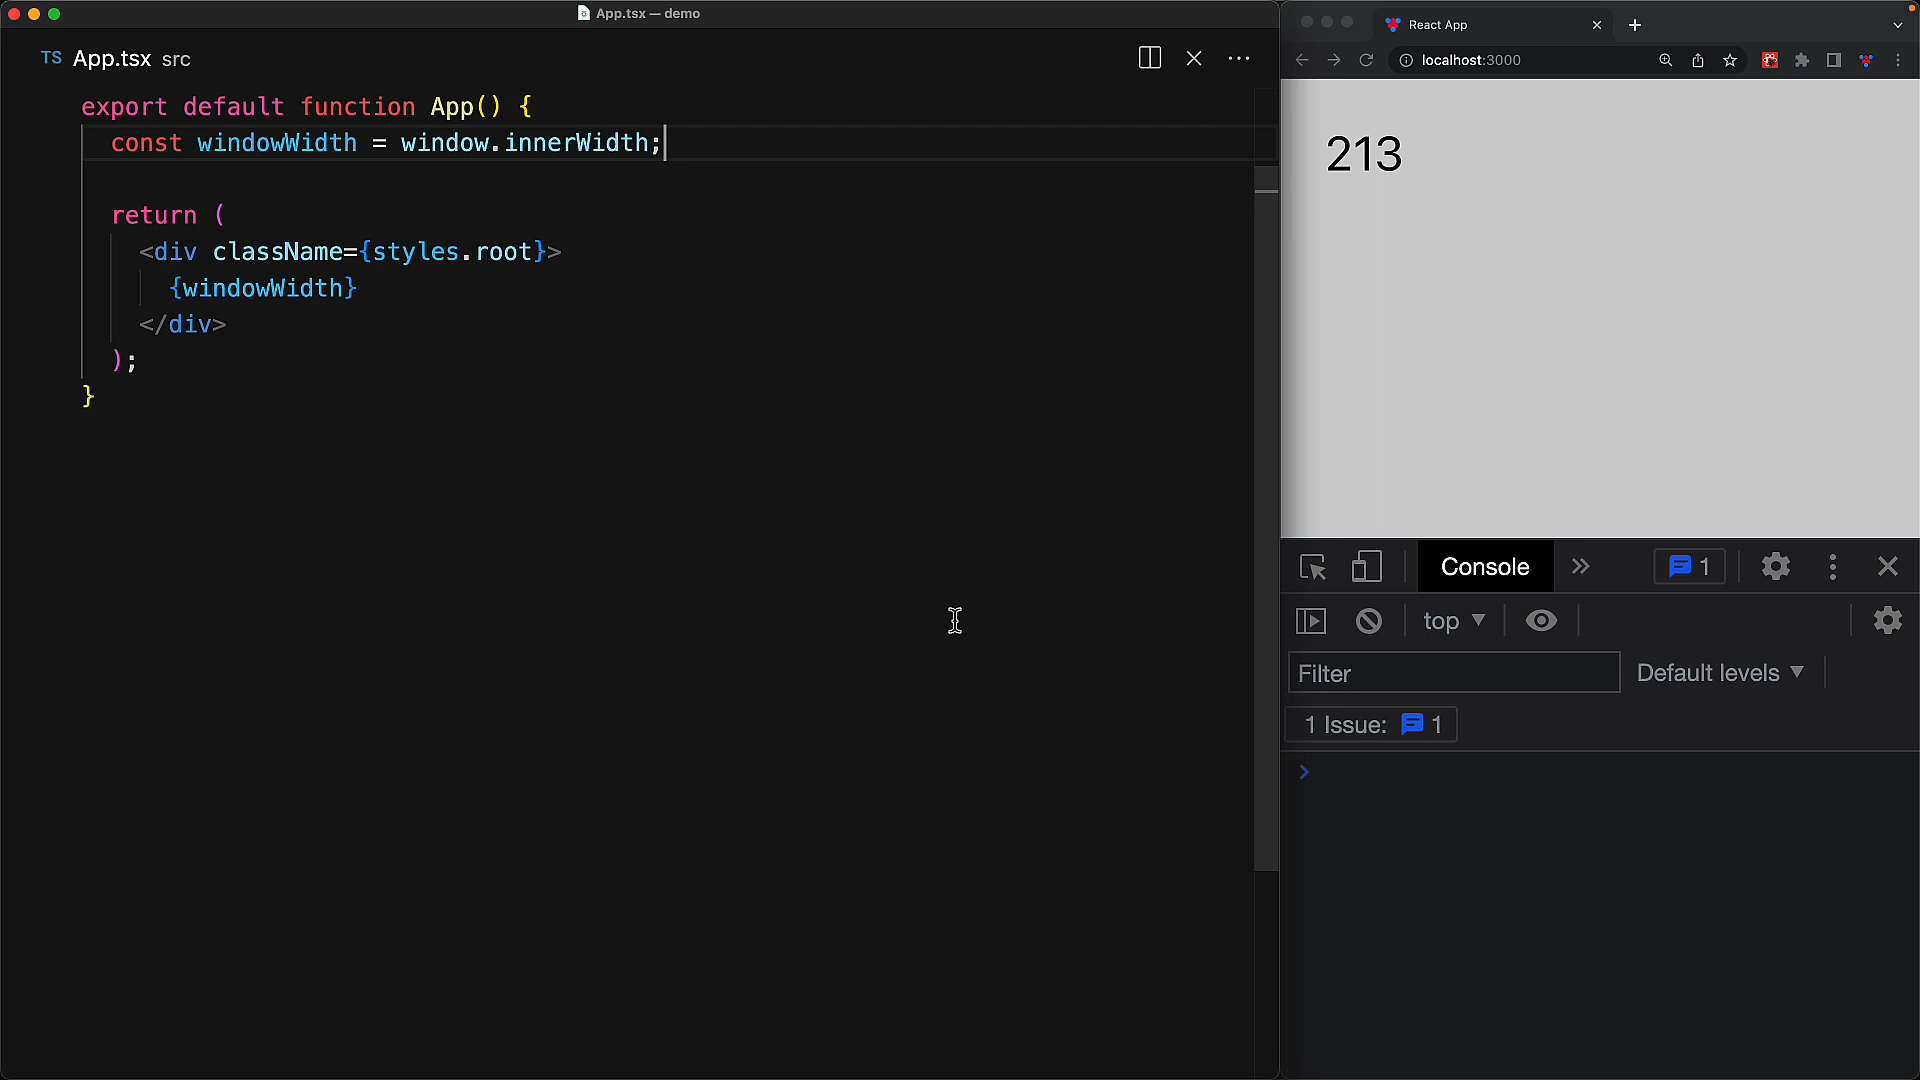 App.tsx — demo
TS App.tsx src
export default function App() {
const windowWidth = window.innerWidth;
return (
<div className={styles.root}>
{windowWidth}
</div>
);
}
React App
localhost:3000
213
Console
1
top
Filter
Default levels
1 Issue: 1